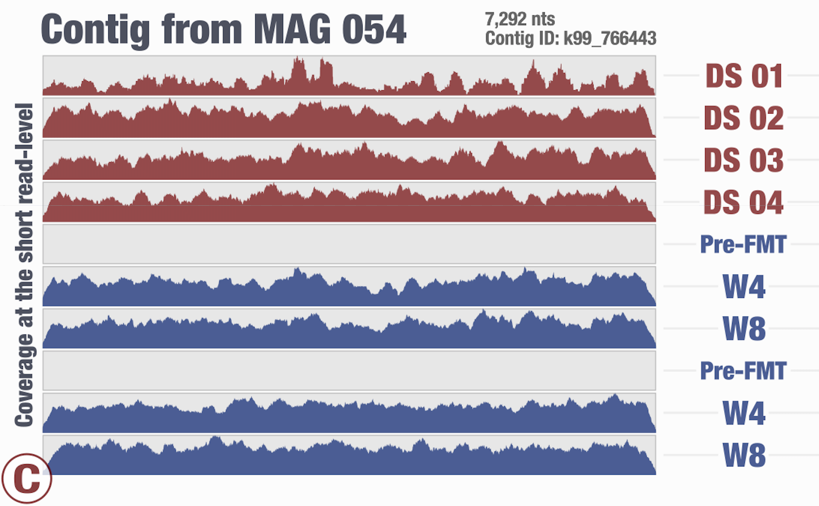 Contig from MAG 054
7,292 nts
Contig ID: k99_766443
Coverage at the short read-level
DS 01
DS 02
DS 03
DS 04
Pre-FMT
W4
W8
Pre-FMT
W4
W8
C